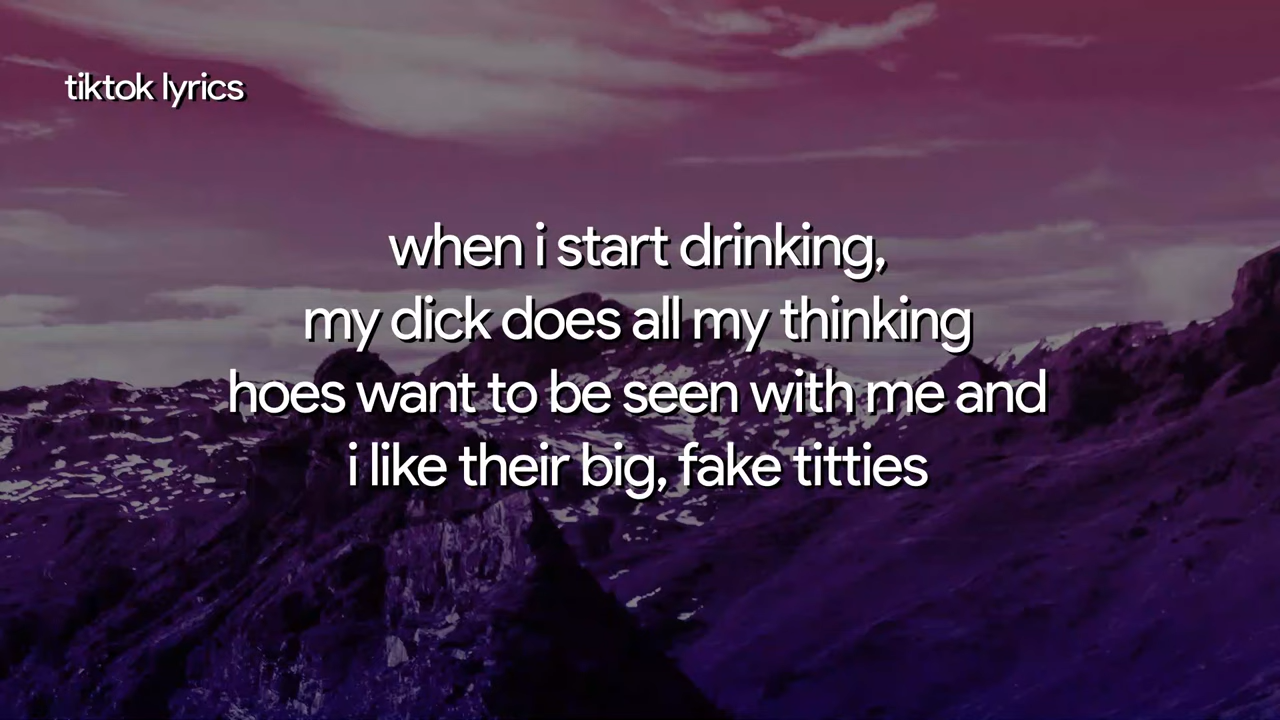 tiktok lyrics
when i start drinking,
my dick does all my thinking
hoes want to be seen with me and
i like their big, fake titties